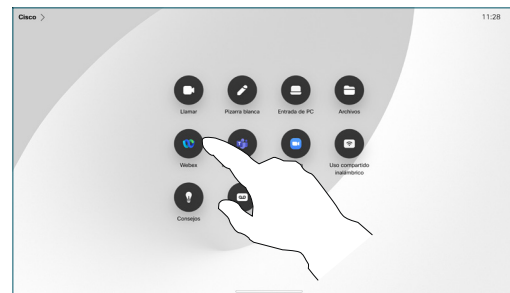 Cisco
11:28
Llamar
Pizarra blanca
Entrada de PC
Archivos
Webex
Uso compartido
inalámbrico
Consejos